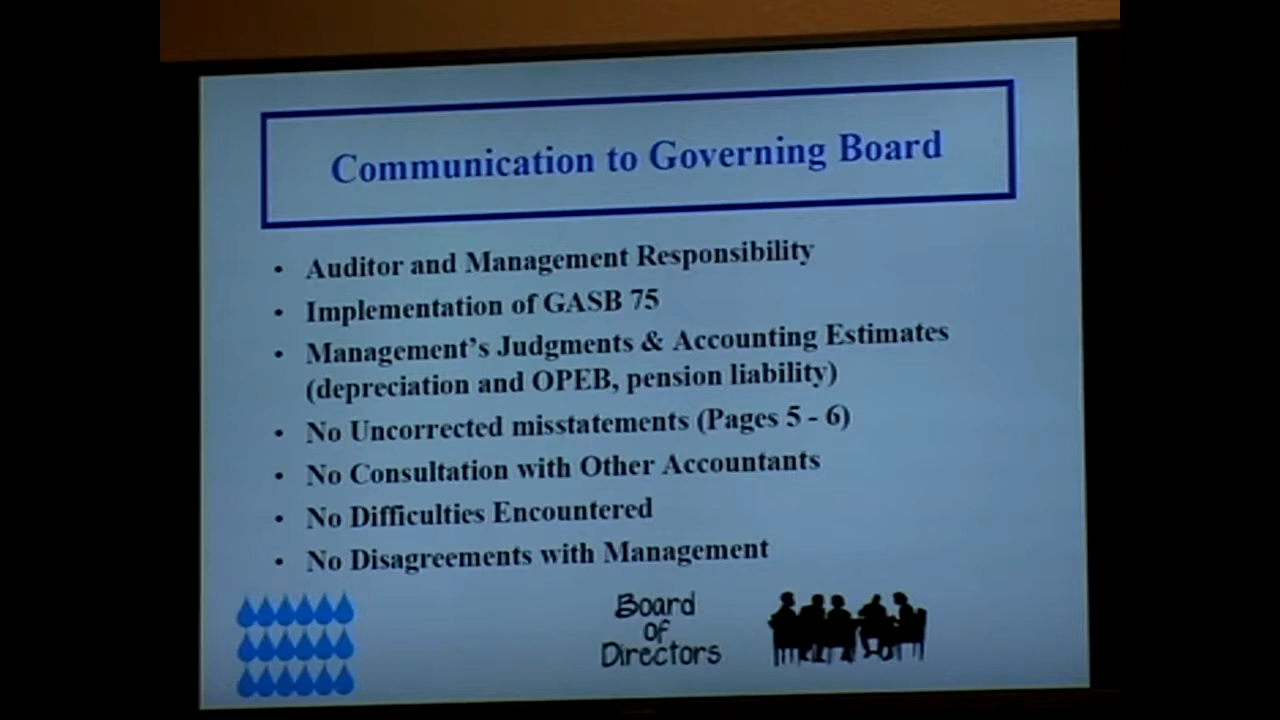 Communication to Governing Board
• Auditor and Management Responsibility
• Implementation of GASB 75
• Management's Judgments & Accounting Estimates
(depreciation and OPEB, pension liability)
• No Uncorrected misstatements (Pages 5 - 6)
• No Consultation with Other Accountants
• No Difficulties Encountered
• No Disagreements with Management
Board
of
Directors